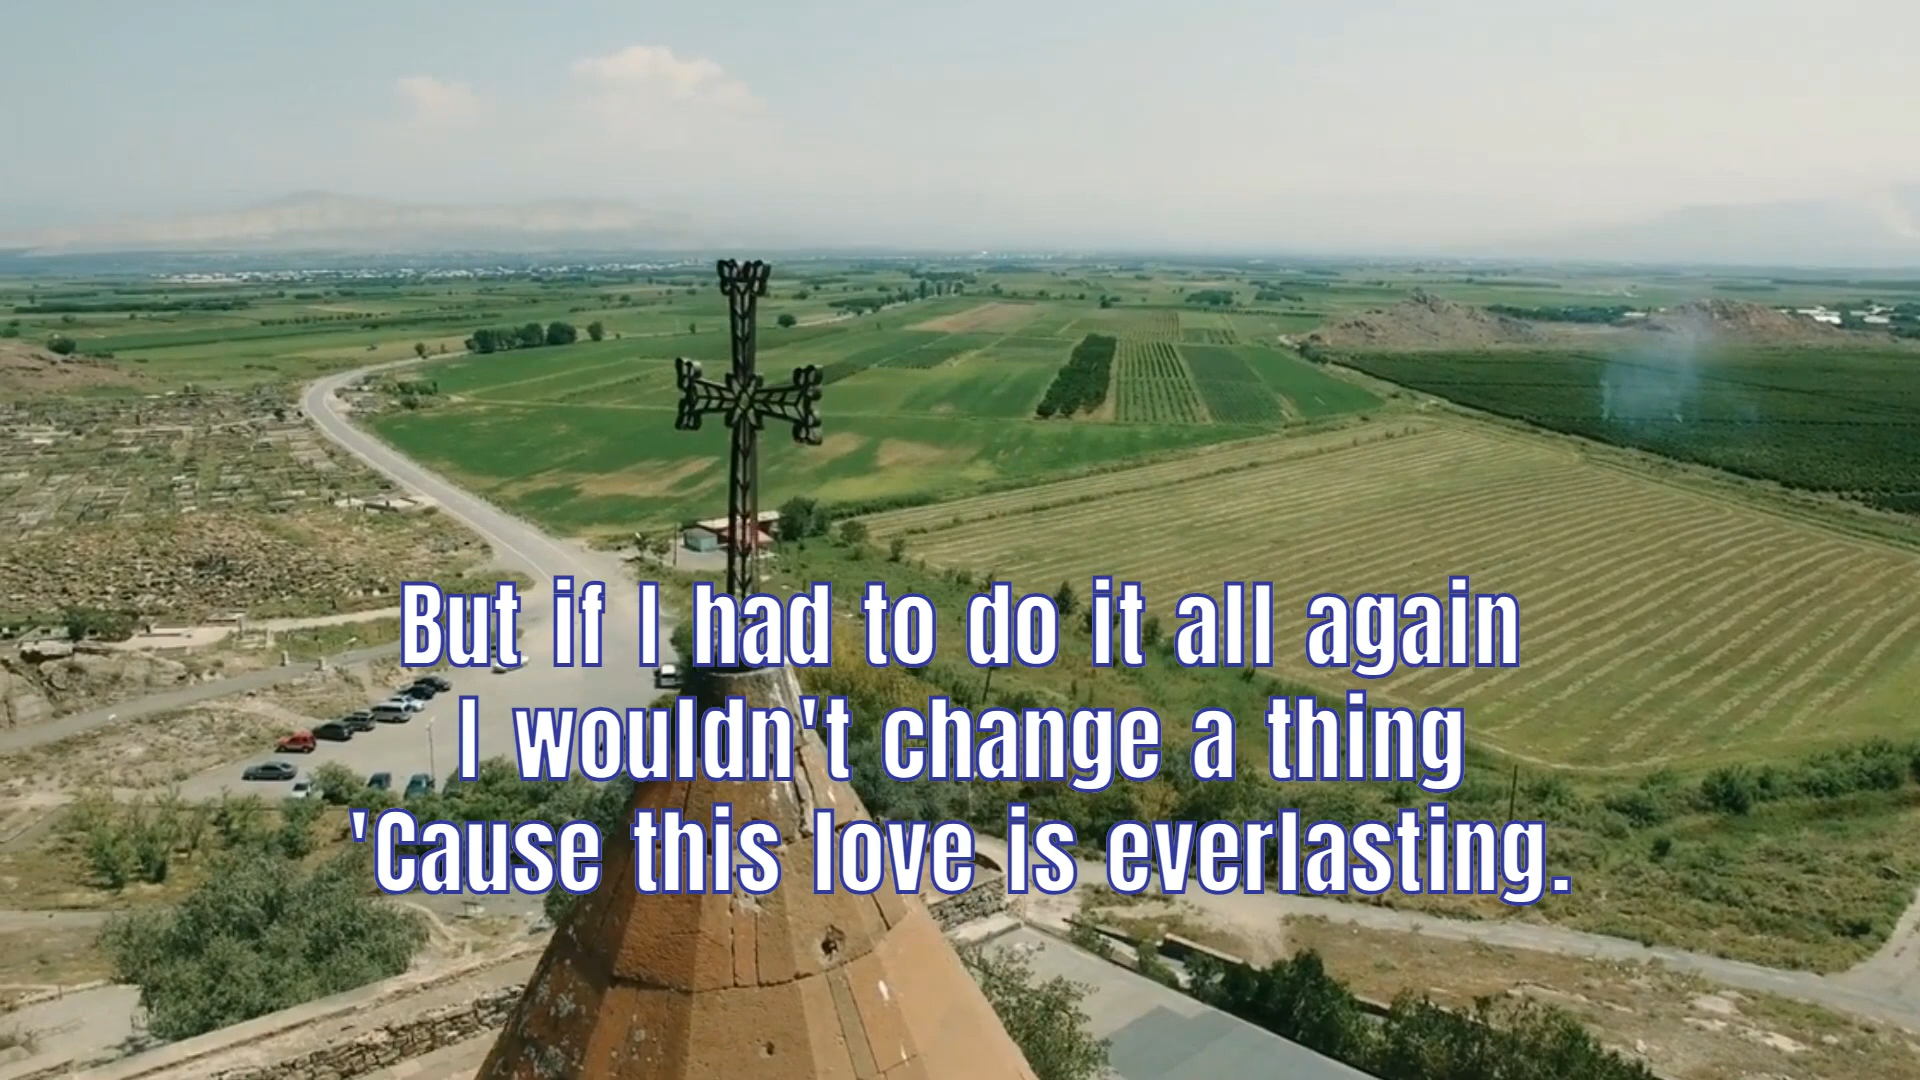 But if I had to do it all again
I wouldn't change a thing
'Cause this love is everlasting.